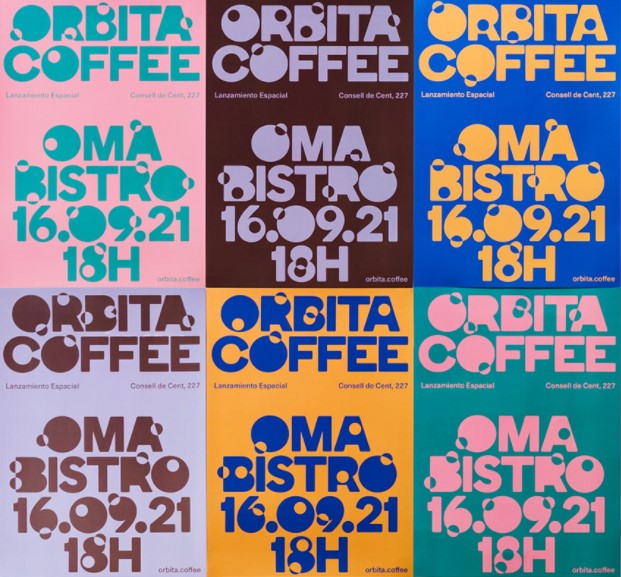 ORBITA
COFFEE
Lanzamiento Espacial Consell de Cent, 227
OMA
BISTRO
16.09.21
18H
orbita.coffee
ORBITA
COFFEE
Lanzamiento Espacial Consell de Cent, 227
OMA
BISTRO
16.09.21
18H
ORBITA
COFFEE
Lanzamiento Espacial Consell de Cent, 227
OMA
BISTRO
16.09.21
18H
orbita.coffee
ORBITA
COFFEE
Lanzamiento Espacial Consell de Cent, 227
OMA
BISTRO
16.09.21
18H
orbita.coffee
ORBITA
COFFEE
Lanzamiento Espacial Consell de Cent, 227
OMA
BISTRO
16.09.21
18H
orbita.coffee
ORBITA
COFFEE
Lanzamiento Espacial Consell de Cent, 227
OMA
BISTRO
16.09.21
18H
orbita.coffee